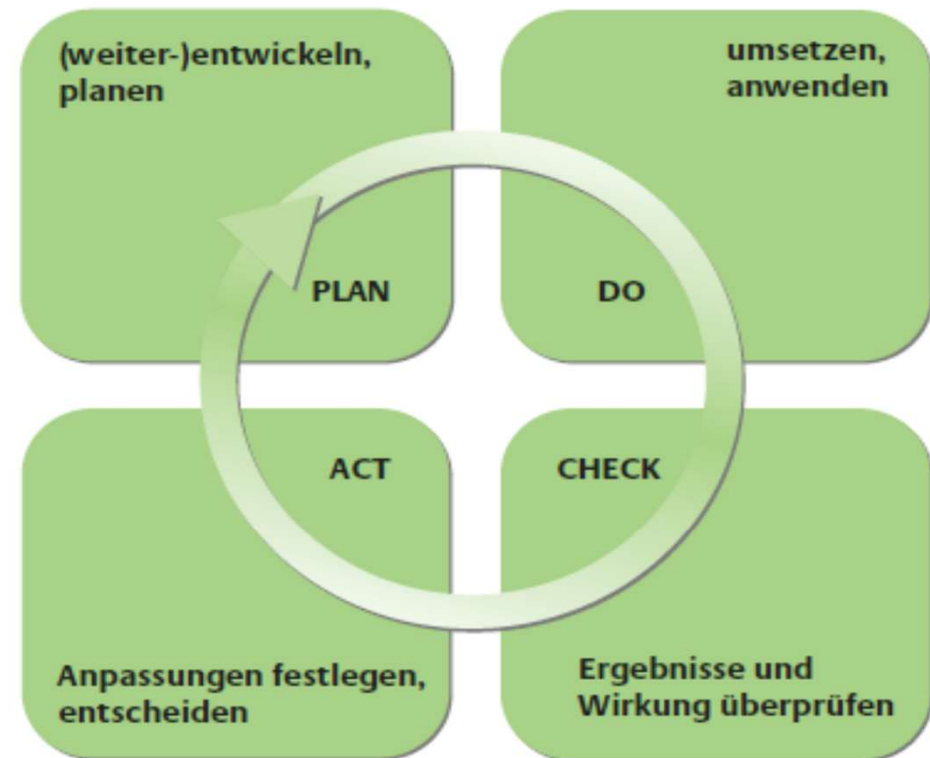 (weiter-)entwickeln,
planen
PLAN
umsetzen,
anwenden
DO
CHECK
Ergebnisse und
Wirkung überprüfen
ACT
Anpassungen festlegen,
entscheiden